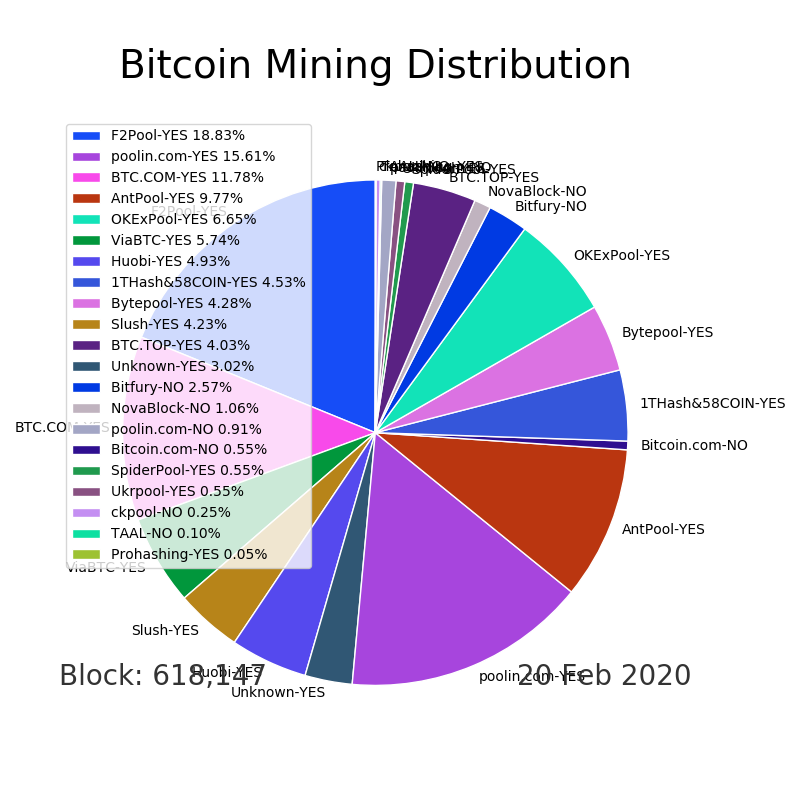 Bitcoin Mining Distribution
F2Pool-YES 18.83%
poolin.com-YES 15.61%
BTC.COM-YES 11.78%
AntPool-YES 9.77%
OKExPool-YES 6.65%
ViaBTC-YES 5.74%
Huobi-YES 4.93%
1THash&58COIN-YES 4.53%
Bytepool-YES 4.28%
Slush-YES 4.23%
BTC.TOP-YES 4.03%
Unknown-YES 3.02%
Bitfury-NO 2.57%
NovaBlock-NO 1.06%
poolin.com-NO 0.91%
Bitcoin.com-NO 0.55%
SpiderPool-YES 0.55%
Ukrpool-YES 0.55%
ckpool-NO 0.25%
TAAL-NO 0.10%
Prohashing-YES 0.05%
BTC.TOP-YES
NovaBlock-NO
Bitfury-NO
OKExPool-YES
Bytepool-YES
1THash&58COIN-YES
Bitcoin.com-NO
AntPool-YES
poolin.com-YES
Unknown-YES
Huobi-YES
Slush-YES
ViaBTC-YES
BTC.COM-YES
F2Pool-YES
Block: 618,147
20 Feb 2020